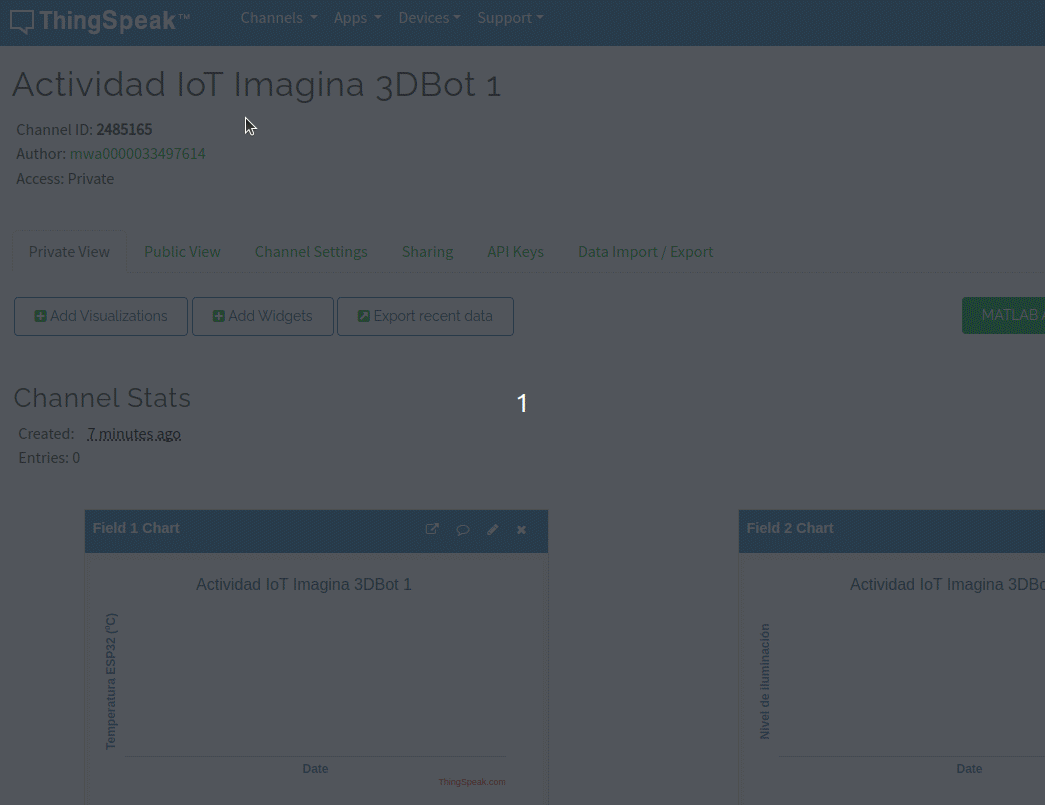 ThingSpeak™ Channels Apps Devices Support
Actividad IoT Imagina 3DBot 1
Channel ID: 2485165
Author: mwa0000033497614
Access: Private
Private View Public View Channel Settings Sharing API Keys Data Import / Export
Add Visualizations Add Widgets Export recent data MATLAB
Channel Stats
1
Created: 7 minutes ago
Entries: 0
Field 1 Chart
Actividad IoT Imagina 3DBot 1
Temperatura ESP32 (ºC)
Date
ThingSpeak.com
Field 2 Chart
Actividad IoT Imagina 3DBo
Nivel de iluminación
Date